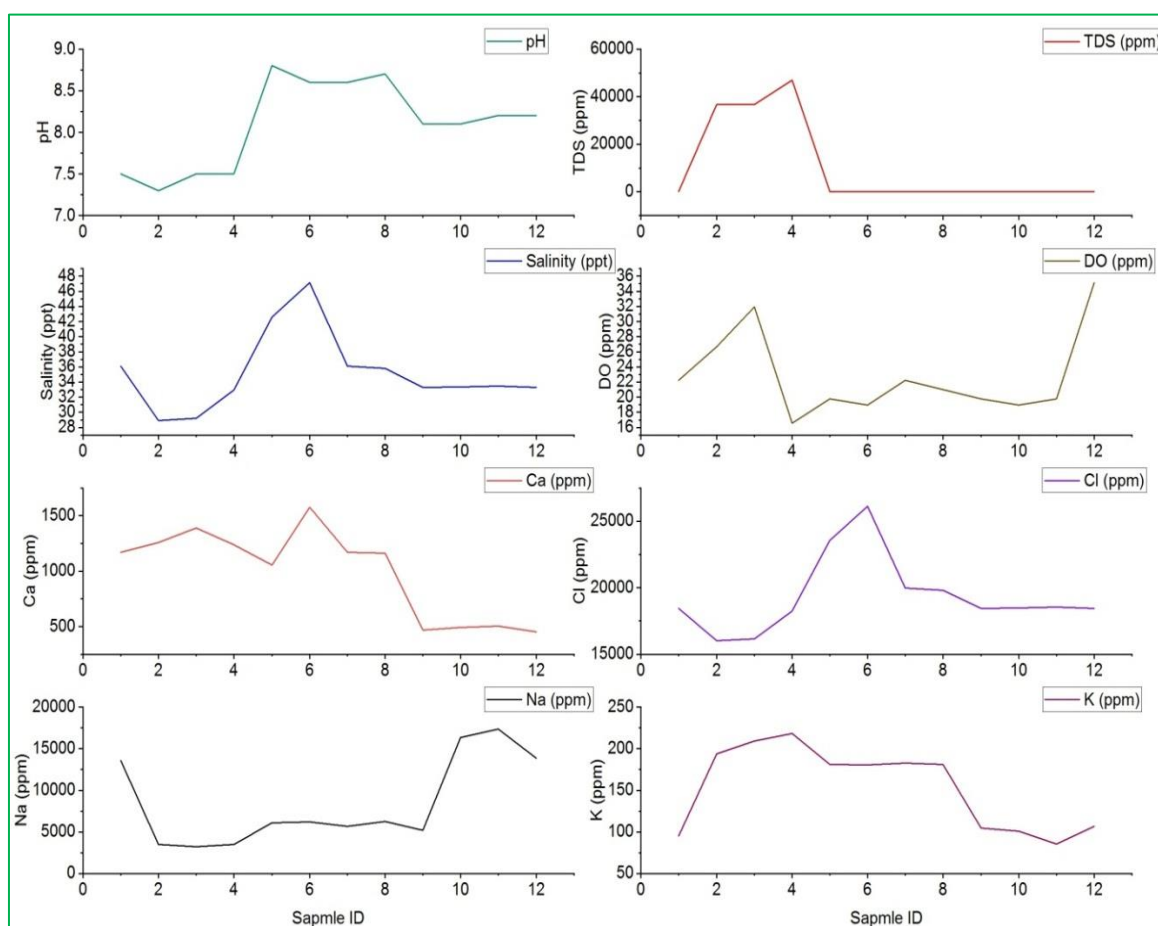 pH
9.0
8.5
8.0
7.5
7.0
pH
0 2 4 6 8 10 12
TDS (ppm)
60000
40000
20000
0
TDS (ppm)
0 2 4 6 8 10 12
Salinity (ppt)
48
46
44
42
40
38
36
34
32
30
28
Salinity (ppt)
0 2 4 6 8 10 12
DO (ppm)
36
34
32
30
28
26
24
22
20
18
16
DO (ppm)
0 2 4 6 8 10 12
Ca (ppm)
1500
1000
500
Ca (ppm)
0 2 4 6 8 10 12
Cl (ppm)
25000
20000
15000
Cl (ppm)
0 2 4 6 8 10 12
Na (ppm)
20000
15000
10000
5000
0
Na (ppm)
0 2 4 6 8 10 12
Sapmle ID
K (ppm)
250
200
150
100
50
K (ppm)
0 2 4 6 8 10 12
Sapmle ID